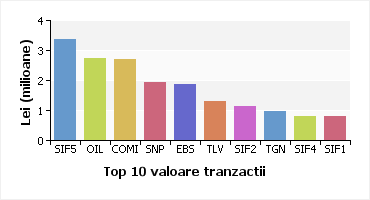 4
3
2
1
0
Lei (milioane)
SIF5 OIL COMI SNP EBS TLV SIF2 TGN SIF4 SIF1
Top 10 valoare tranzactii